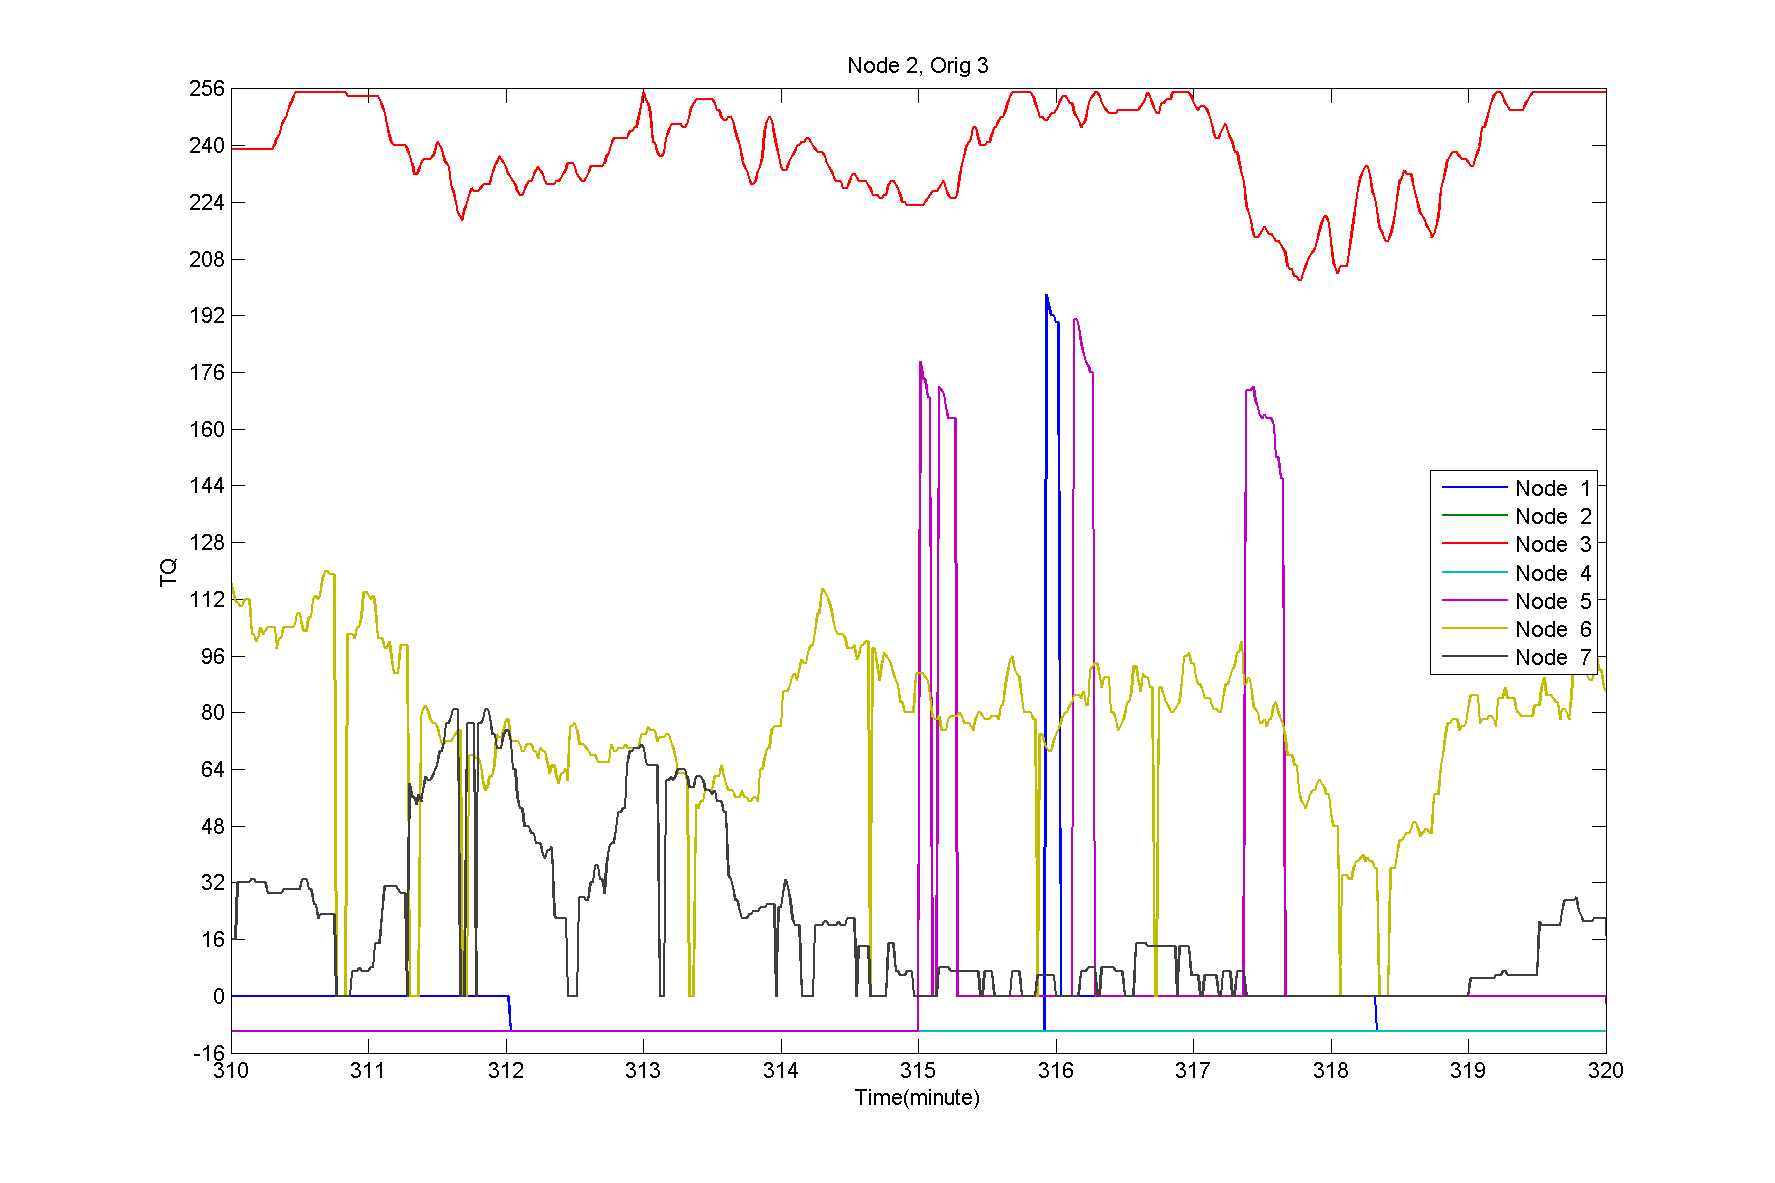 Node 2, Orig 3
256
240
224
208
192
176
160
144
128
112
96
80
64
48
32
16
0
-16
TQ
Node 1
Node 2
Node 3
Node 4
Node 5
Node 6
Node 7
310 311 312 313 314 315 316 317 318 319 320
Time(minute)